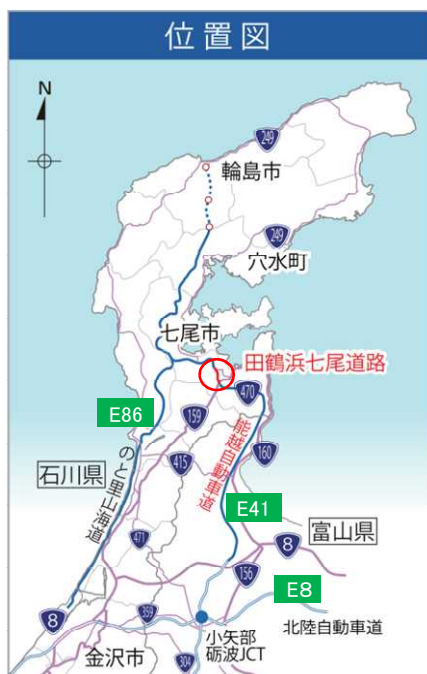 位置図
N
249
輪島市
249
穴水町
七尾市
田鶴浜七尾道路
470
E86
159
能越自動車道
160
415
石川県
のと里山海道
E41
富山県
8
471
156
E8
8
359
小矢部
砺波JCT
北陸自動車道
金沢市
304